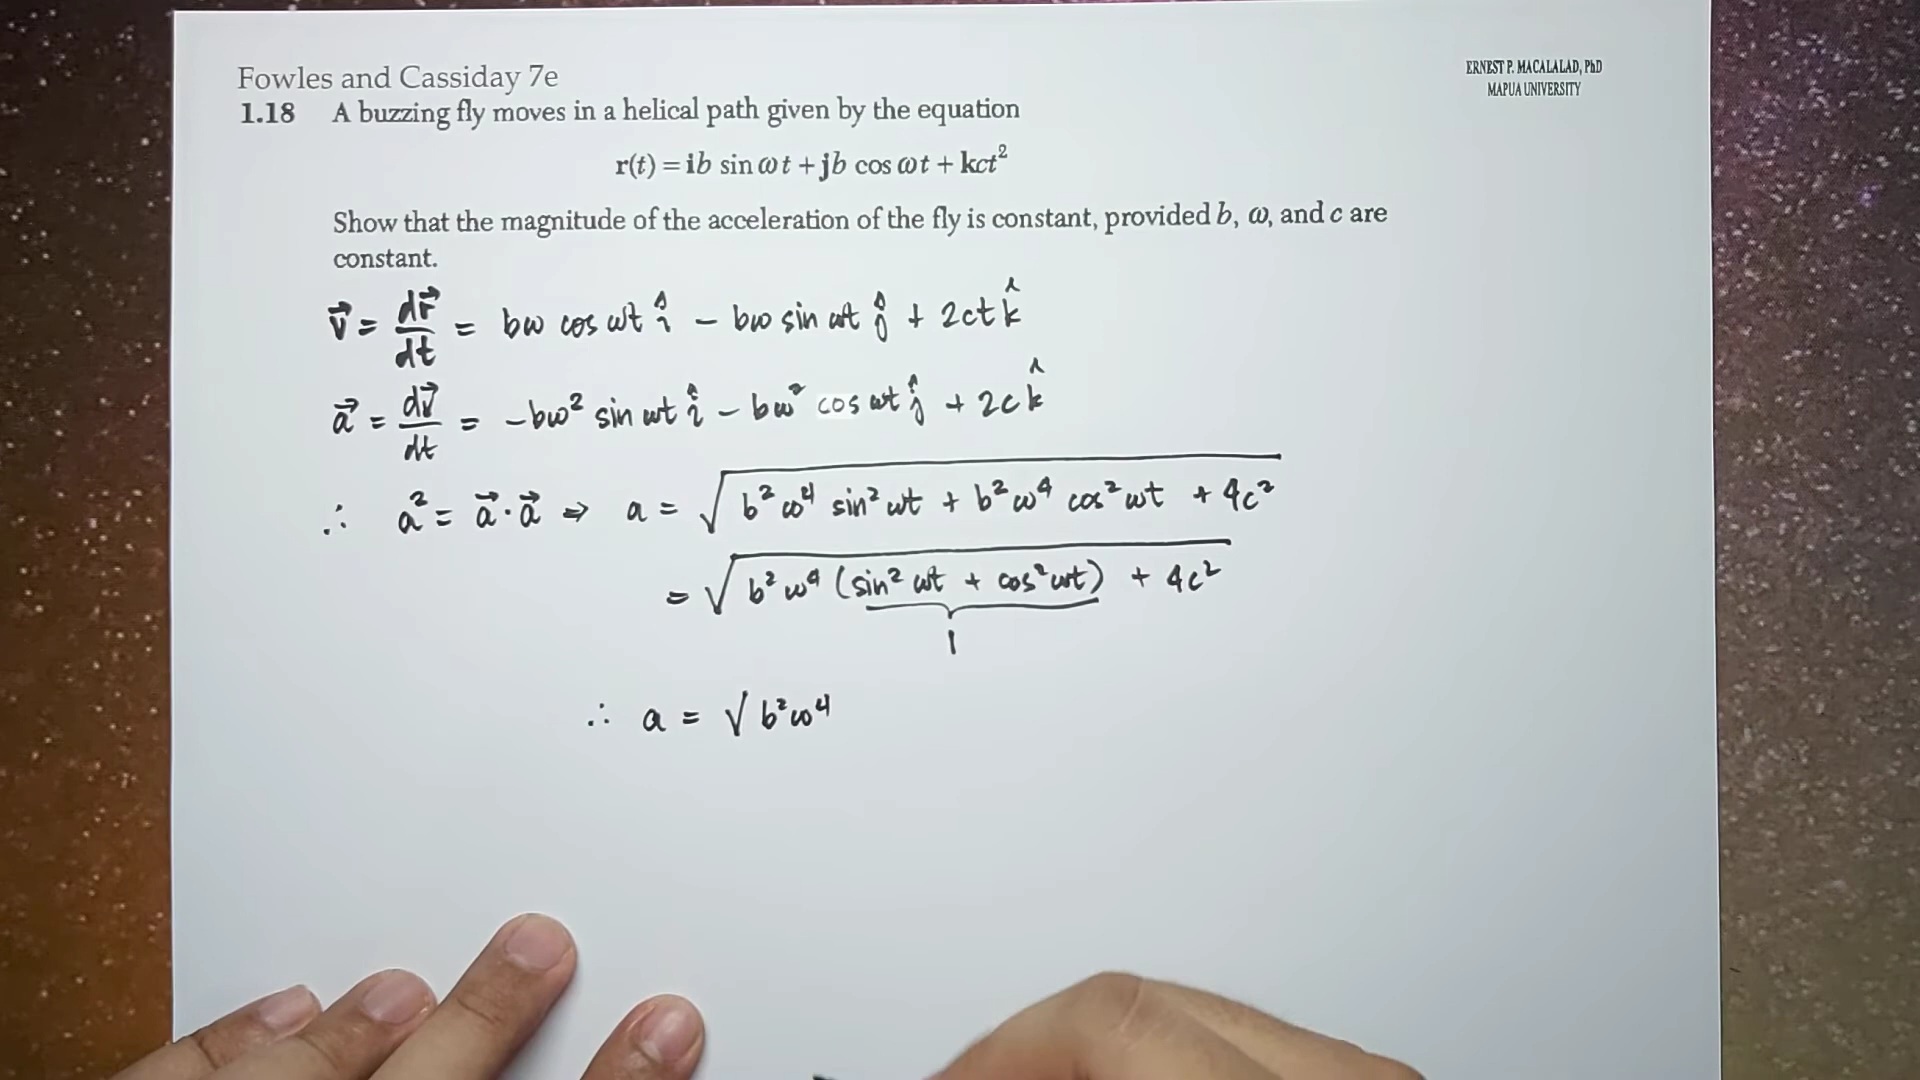 Fowles and Cassiday 7e
ERNEST P. MACALALAD, PhD
MAPUA UNIVERSITY
1.18 A buzzing fly moves in a helical path given by the equation
r(t) = ib sin ωt + jb cos ωt + kct²
Show that the magnitude of the acceleration of the fly is constant, provided b, ω, and c are
constant.
v⃗ = dr⃗/dt = bω cos ωt î − bω sin ωt ĵ + 2ct k̂
a⃗ = dv⃗/dt = −bω² sin ωt î − bω² cos ωt ĵ + 2c k̂
∴ a² = a⃗ · a⃗ ⇒ a = √(b²ω⁴ sin² ωt + b²ω⁴ cos² ωt + 4c²)
= √(b²ω⁴ (sin² ωt + cos² ωt) + 4c²)
1
∴ a = √ b²ω⁴